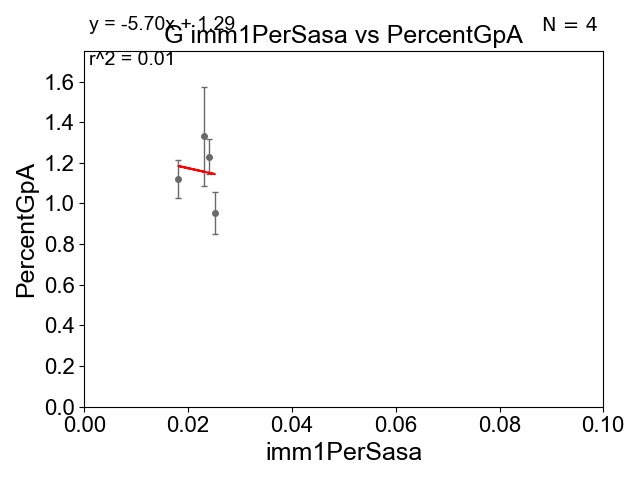 y = -5.70x + 1.29
N = 4
G imm1PerSasa vs PercentGpA
r^2 = 0.01
PercentGpA
1.6
1.4
1.2
1.0
0.8
0.6
0.4
0.2
0.0
0.00 0.02 0.04 0.06 0.08 0.10
imm1PerSasa